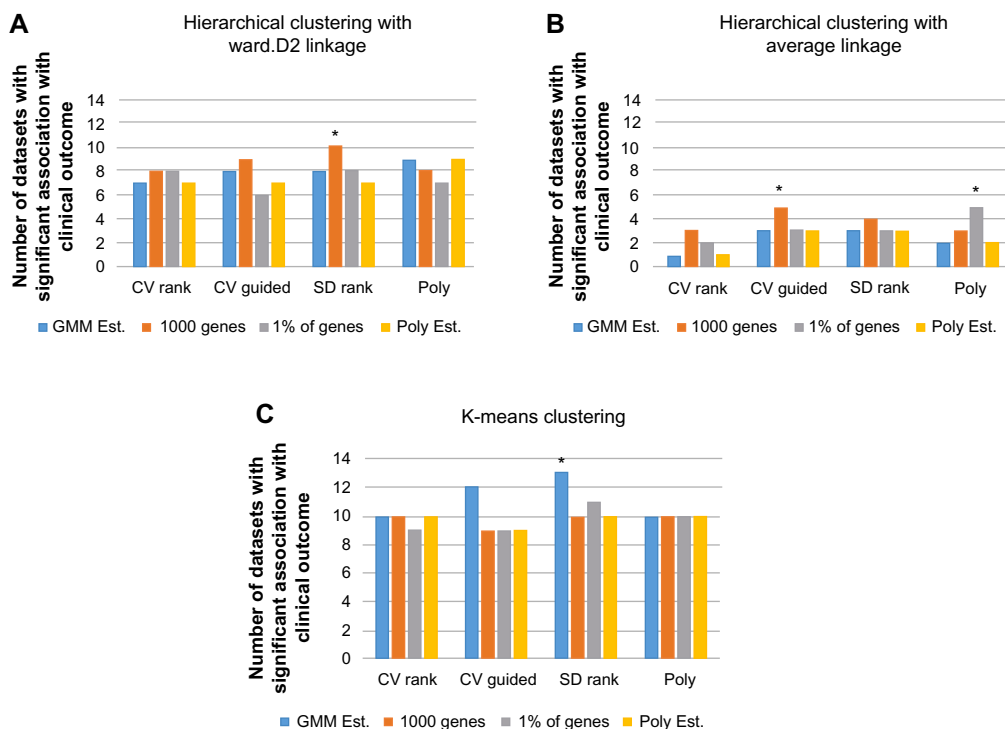 A
Hierarchical clustering with
ward.D2 linkage
Number of datasets with
significant association with
clinical outcome
14
12
10
8
6
4
2
0
*
CV rank CV guided SD rank Poly
GMM Est. 1000 genes 1% of genes Poly Est.
B
Hierarchical clustering with
average linkage
Number of datasets with
significant association with
clinical outcome
14
12
10
8
6
4
2
0
* *
CV rank CV guided SD rank Poly
GMM Est. 1000 genes 1% of genes Poly Est.
C
K-means clustering
Number of datasets with
significant association with
clinical outcome
14
12
10
8
6
4
2
0
*
CV rank CV guided SD rank Poly
GMM Est. 1000 genes 1% of genes Poly Est.